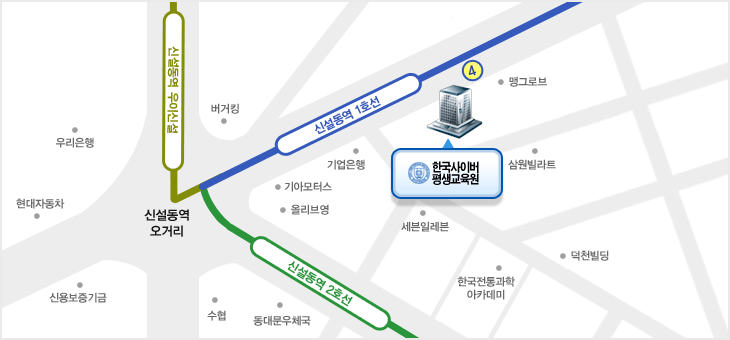 신설동역 우이신설
4
맹그로브
버거킹
신설동역 1호선
우리은행
기업은행
한국사이버
평생교육원
삼원빌라트
기아모터스
현대자동차
올리브영
신설동역
오거리
세븐일레븐
덕천빌딩
신설동역 2호선
한국전통과학
아카데미
신용보증기금
수협
동대문우체국